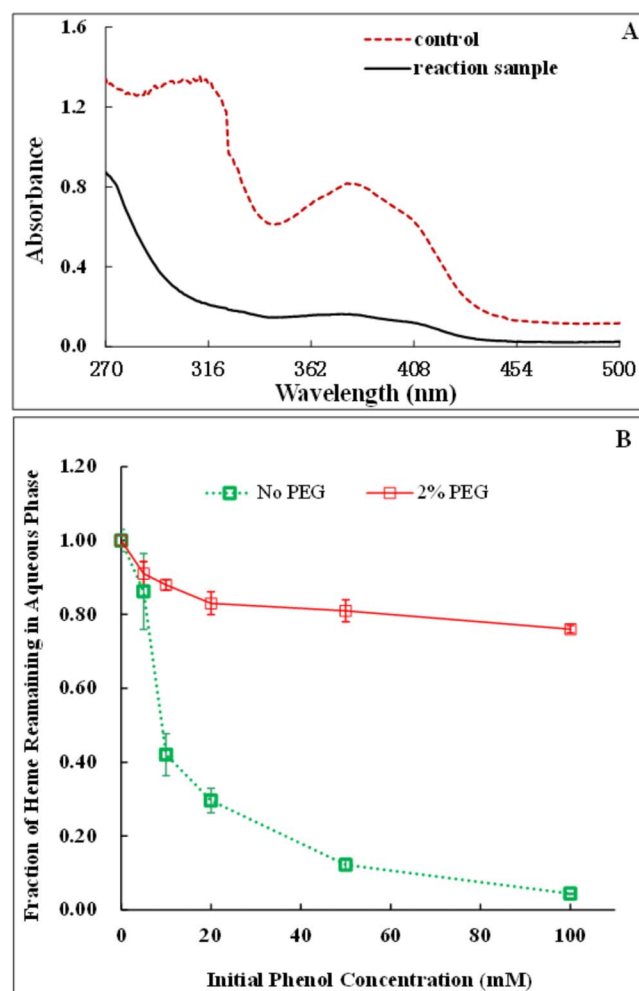 A
1.6
control
reaction sample
1.2
0.8
0.4
0.0
Absorbance
270 316 362 408 454 500
Wavelength (nm)
B
1.20
No PEG 2% PEG
1.00
0.80
0.60
0.40
0.20
0.00
Fraction of Heme Reamaining in Aqueous Phase
0 20 40 60 80 100
Initial Phenol Concentration (mM)